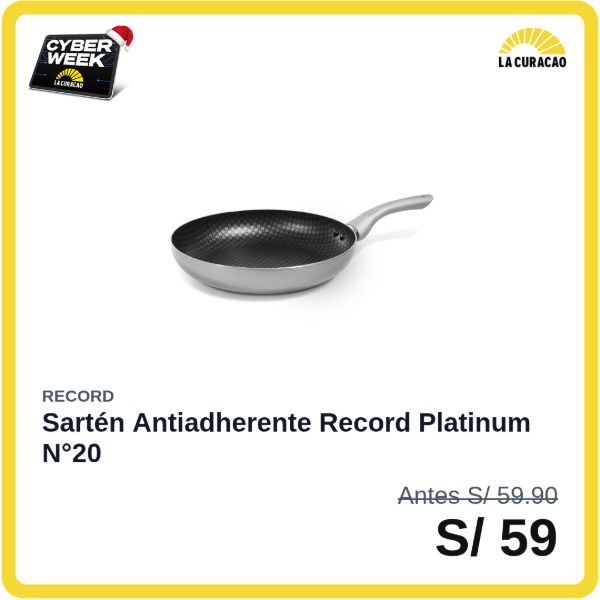 CYBER
WEEK
LA CURACAO
LA CURACAO
RECORD
Sartén Antiadherente Record Platinum
N°20
Antes S/ 59.90
S/ 59